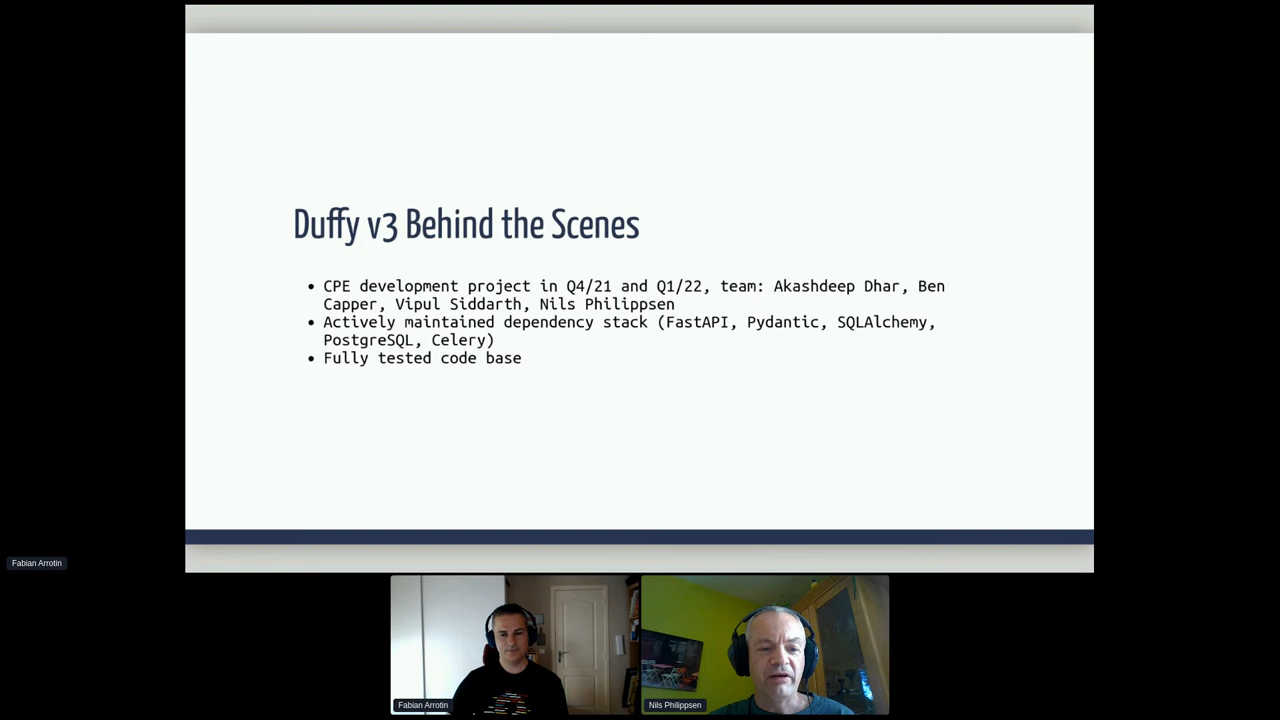 Duffy v3 Behind the Scenes
• CPE development project in Q4/21 and Q1/22, team: Akashdeep Dhar, Ben
Capper, Vipul Siddarth, Nils Philippsen
• Actively maintained dependency stack (FastAPI, Pydantic, SQLAlchemy,
PostgreSQL, Celery)
• Fully tested code base
Fabian Arrotin
Fabian Arrotin
Nils Philippsen